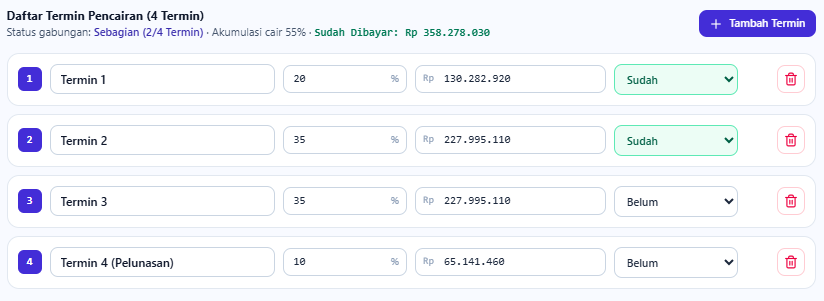 Daftar Termin Pencairan (4 Termin)
Status gabungan: Sebagian (2/4 Termin) · Akumulasi cair 55% · Sudah Dibayar: Rp 358.278.030
+ Tambah Termin
1 Termin 1 20 % Rp 130.282.920 Sudah
2 Termin 2 35 % Rp 227.995.110 Sudah
3 Termin 3 35 % Rp 227.995.110 Belum
4 Termin 4 (Pelunasan) 10 % Rp 65.141.460 Belum